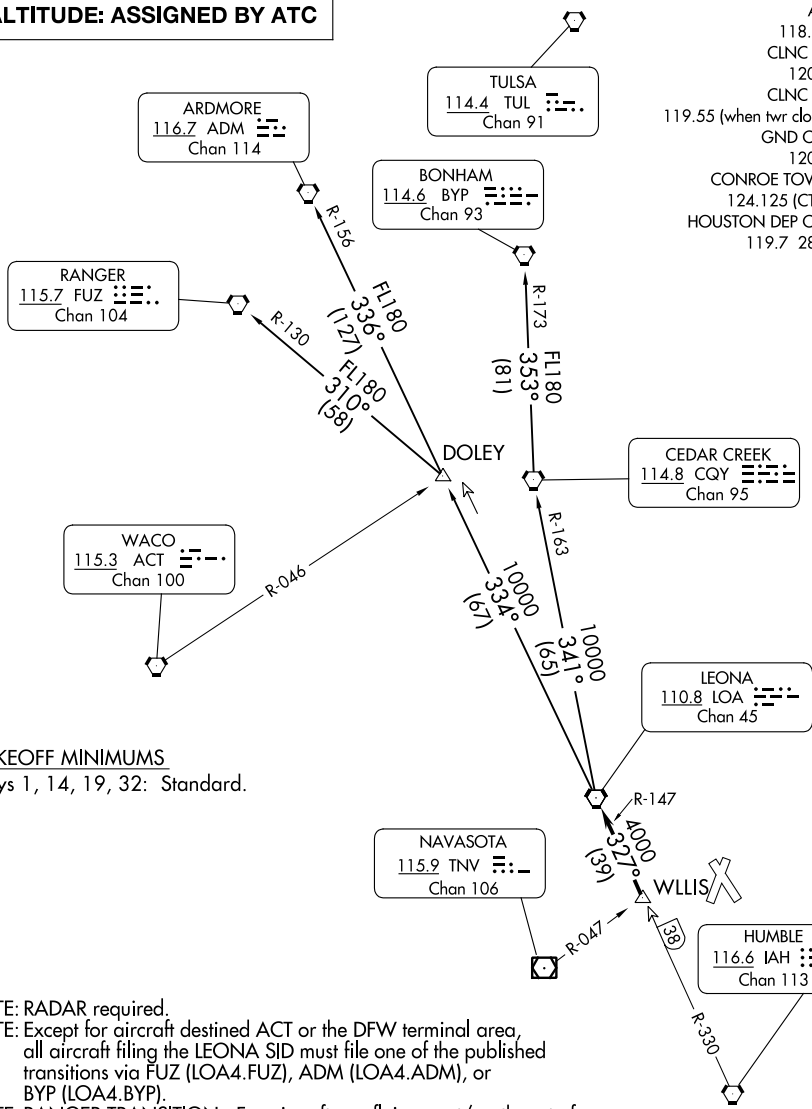 ALTITUDE: ASSIGNED BY ATC
TULSA
114.4 TUL
Chan 91
118.
CLNC
120
CLNC
119.55 (when twr clo
GND C
120
CONROE TOW
124.125 (CT
HOUSTON DEP C
119.7 28
ARDMORE
116.7 ADM
Chan 114
BONHAM
114.6 BYP
Chan 93
R-156
RANGER
115.7 FUZ
Chan 104
R-130
FL180
336°
(127)
R-173
FL180
310°
(58)
FL180
353°
(81)
DOLEY
CEDAR CREEK
114.8 CQY
Chan 95
R-163
WACO
115.3 ACT
Chan 100
R-046
10000
334°
(67)
10000
341°
(65)
LEONA
110.8 LOA
Chan 45
KEOFF MINIMUMS
ys 1, 14, 19, 32: Standard.
R-147
4000
327°
(39)
NAVASOTA
115.9 TNV
Chan 106
WLLIS
R-047
38
HUMBLE
116.6 IAH
Chan 113
R-330
TE: RADAR required.
TE: Except for aircraft destined ACT or the DFW terminal area,
all aircraft filing the LEONA SID must file one of the published
transitions via FUZ (LOA4.FUZ), ADM (LOA4.ADM), or
BYP (LOA4.BYP).